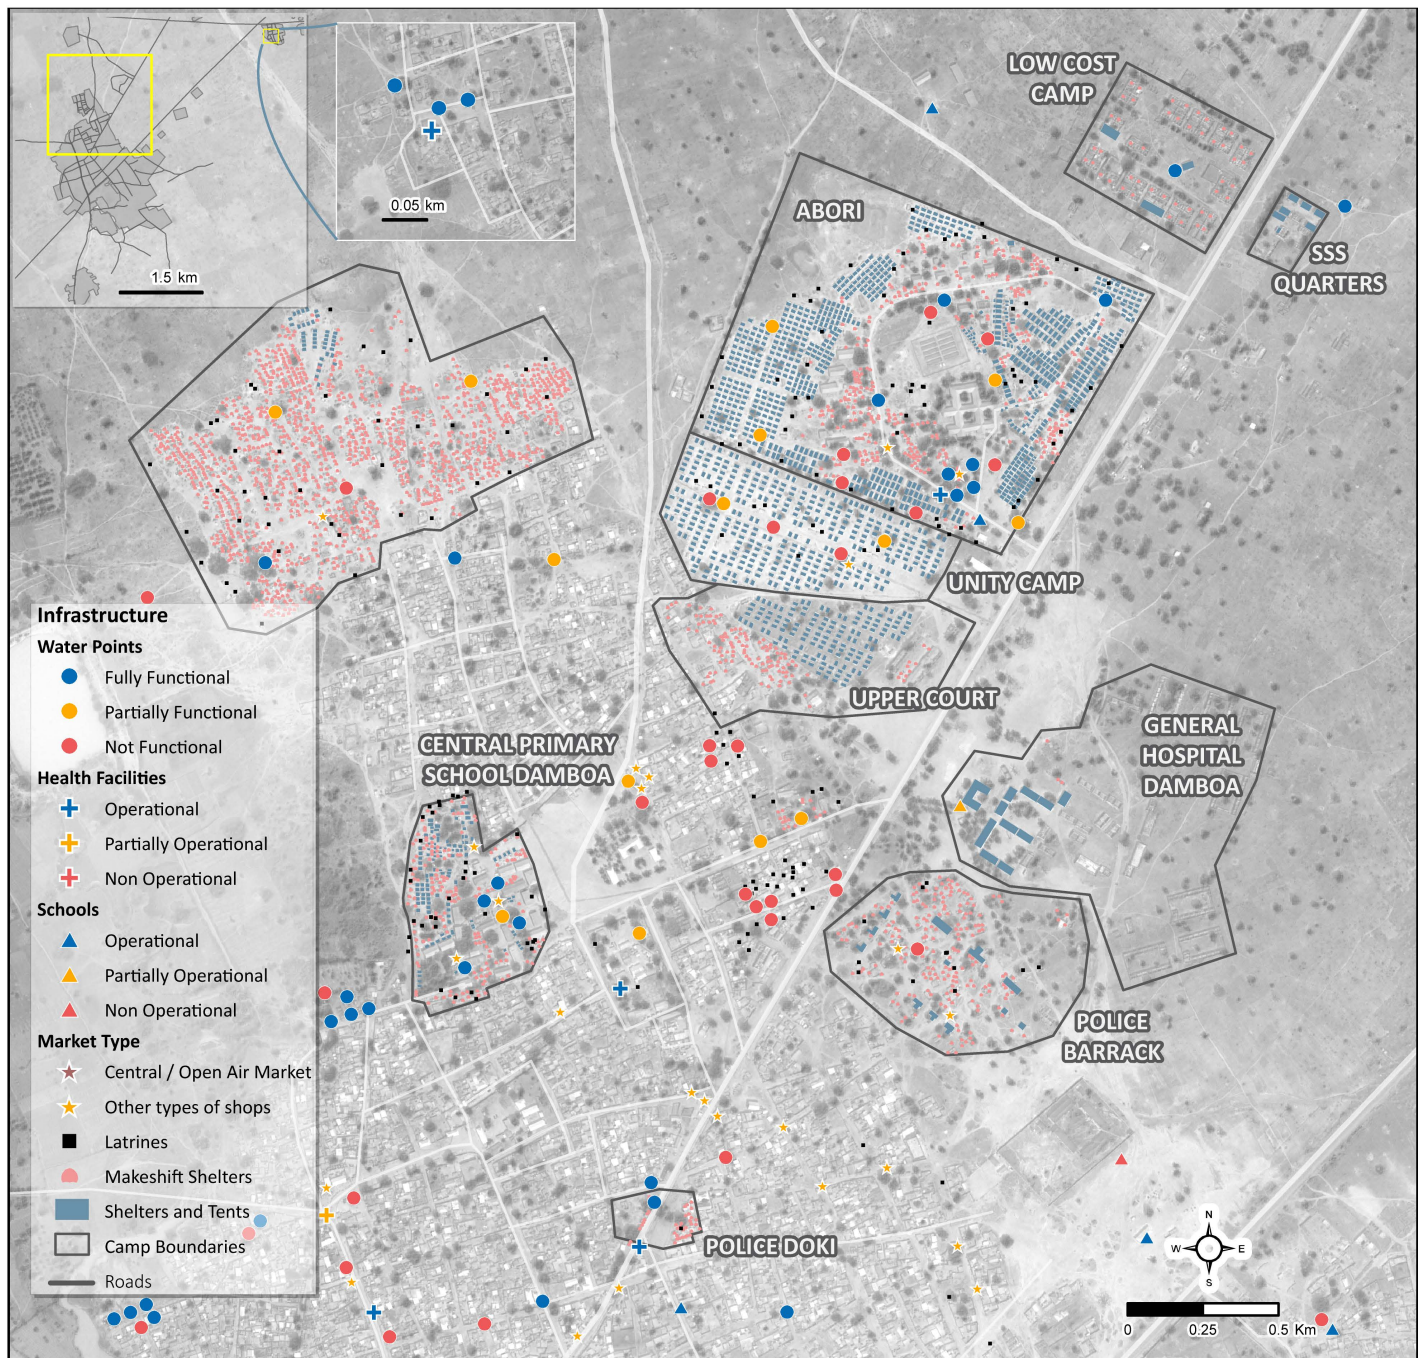 LOW COST
CAMP
0.05 km
1.5 km
ABORI
SSS
QUARTERS
UNITY CAMP
UPPER COURT
GENERAL
HOSPITAL
DAMBOA
CENTRAL PRIMARY
SCHOOL DAMBOA
POLICE
BARRACK
POLICE DOKI
Infrastructure
Water Points
Fully Functional
Partially Functional
Not Functional
Health Facilities
Operational
Partially Operational
Non Operational
Schools
Operational
Partially Operational
Non Operational
Market Type
Central / Open Air Market
Other types of shops
Latrines
Makeshift Shelters
Shelters and Tents
Camp Boundaries
Roads
N
W E
S
0 0.25 0.5 Km